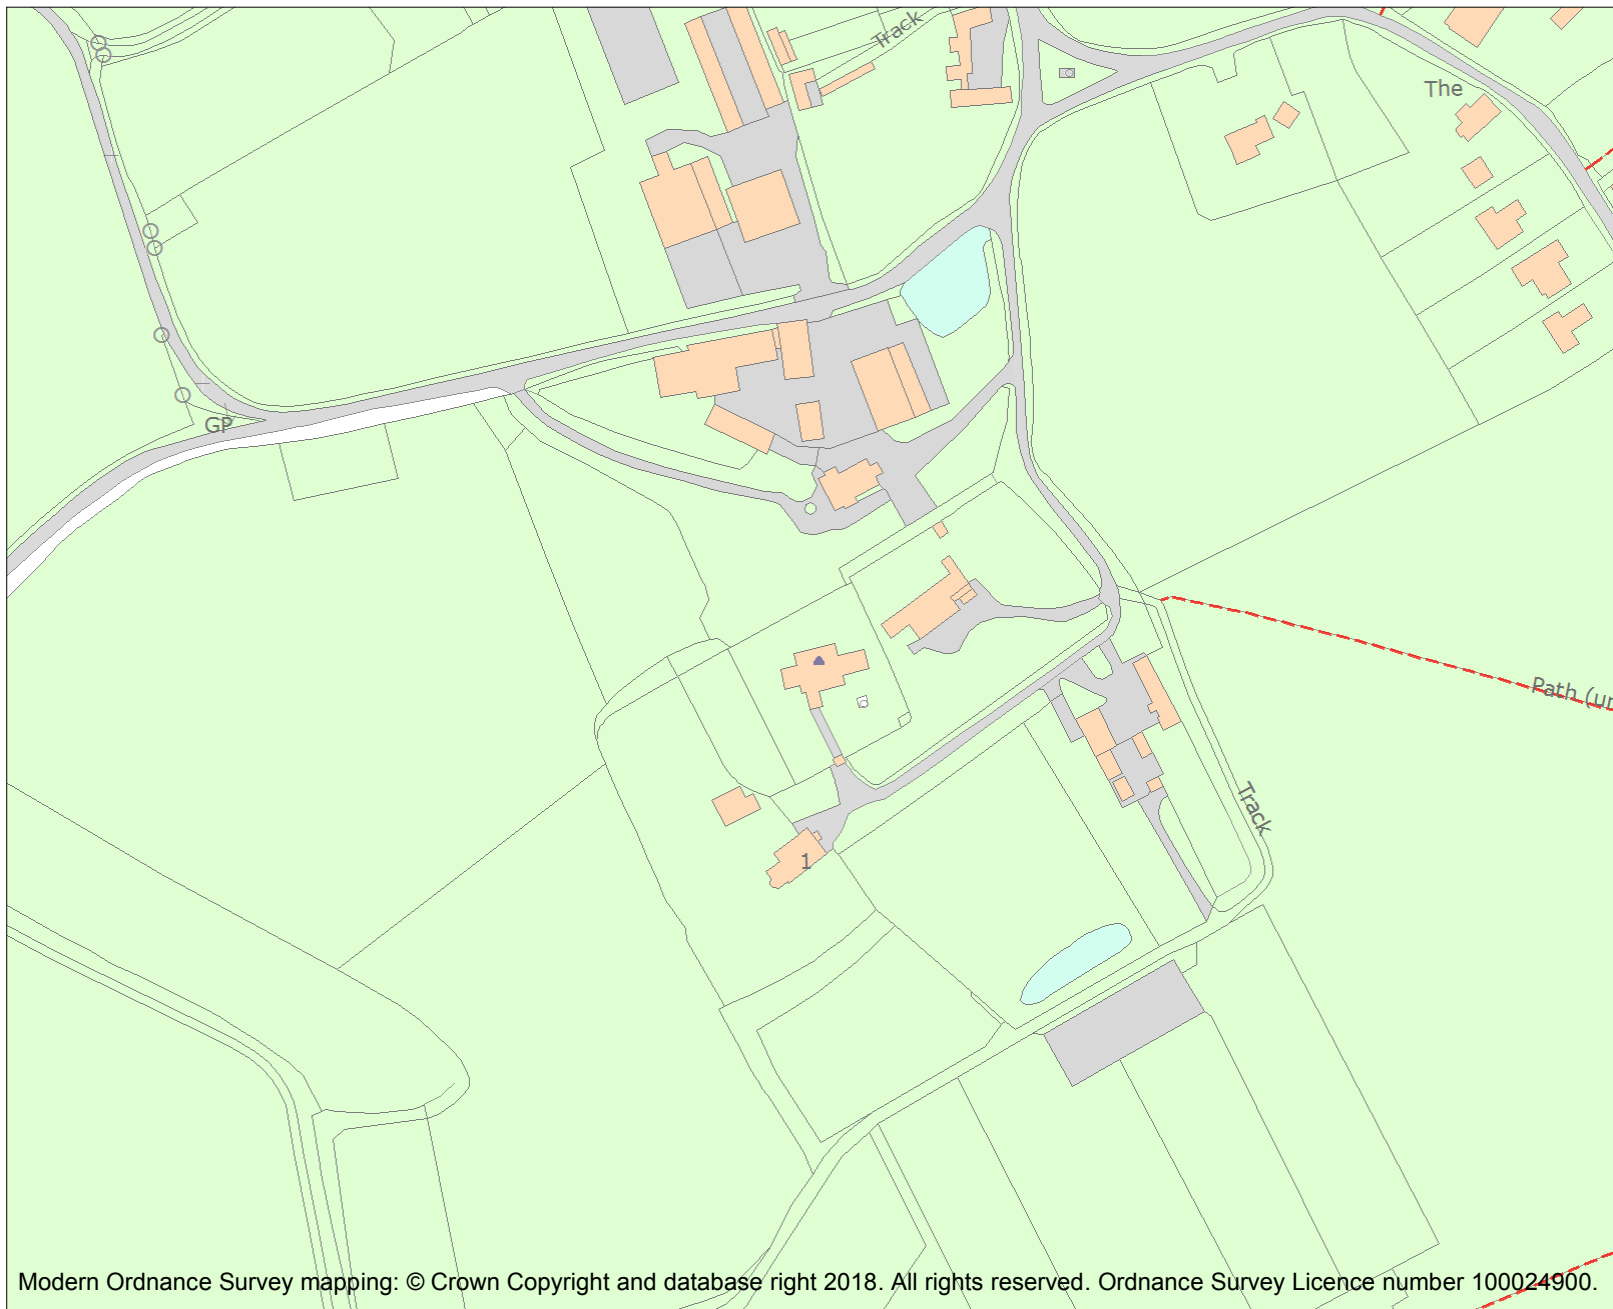 Track
The
GP
Path (un
1
Track
Modern Ordnance Survey mapping: © Crown Copyright and database right 2018. All rights reserved. Ordnance Survey Licence number 100024900.